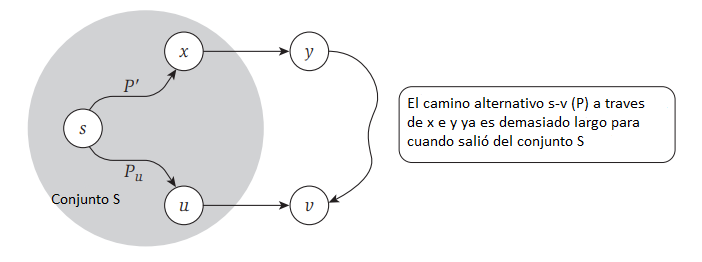 x
y
P′
s
P_u
Conjunto S
u
v
El camino alternativo s-v (P) a traves
de x e y ya es demasiado largo para
cuando salió del conjunto S